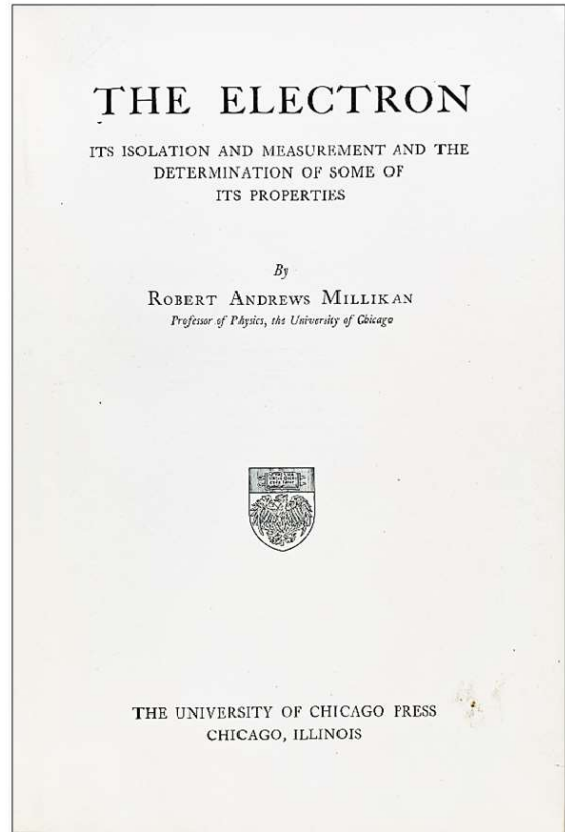 THE ELECTRON
ITS ISOLATION AND MEASUREMENT AND THE
DETERMINATION OF SOME OF
ITS PROPERTIES
By
ROBERT ANDREWS MILLIKAN
Professor of Physics, the University of Chicago
THE UNIVERSITY OF CHICAGO PRESS
CHICAGO, ILLINOIS